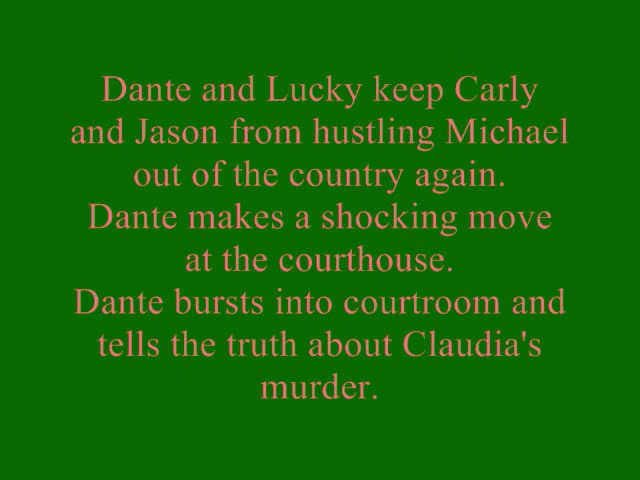 Dante and Lucky keep Carly
and Jason from hustling Michael
out of the country again.
Dante makes a shocking move
at the courthouse.
Dante bursts into courtroom and
tells the truth about Claudia's
murder.